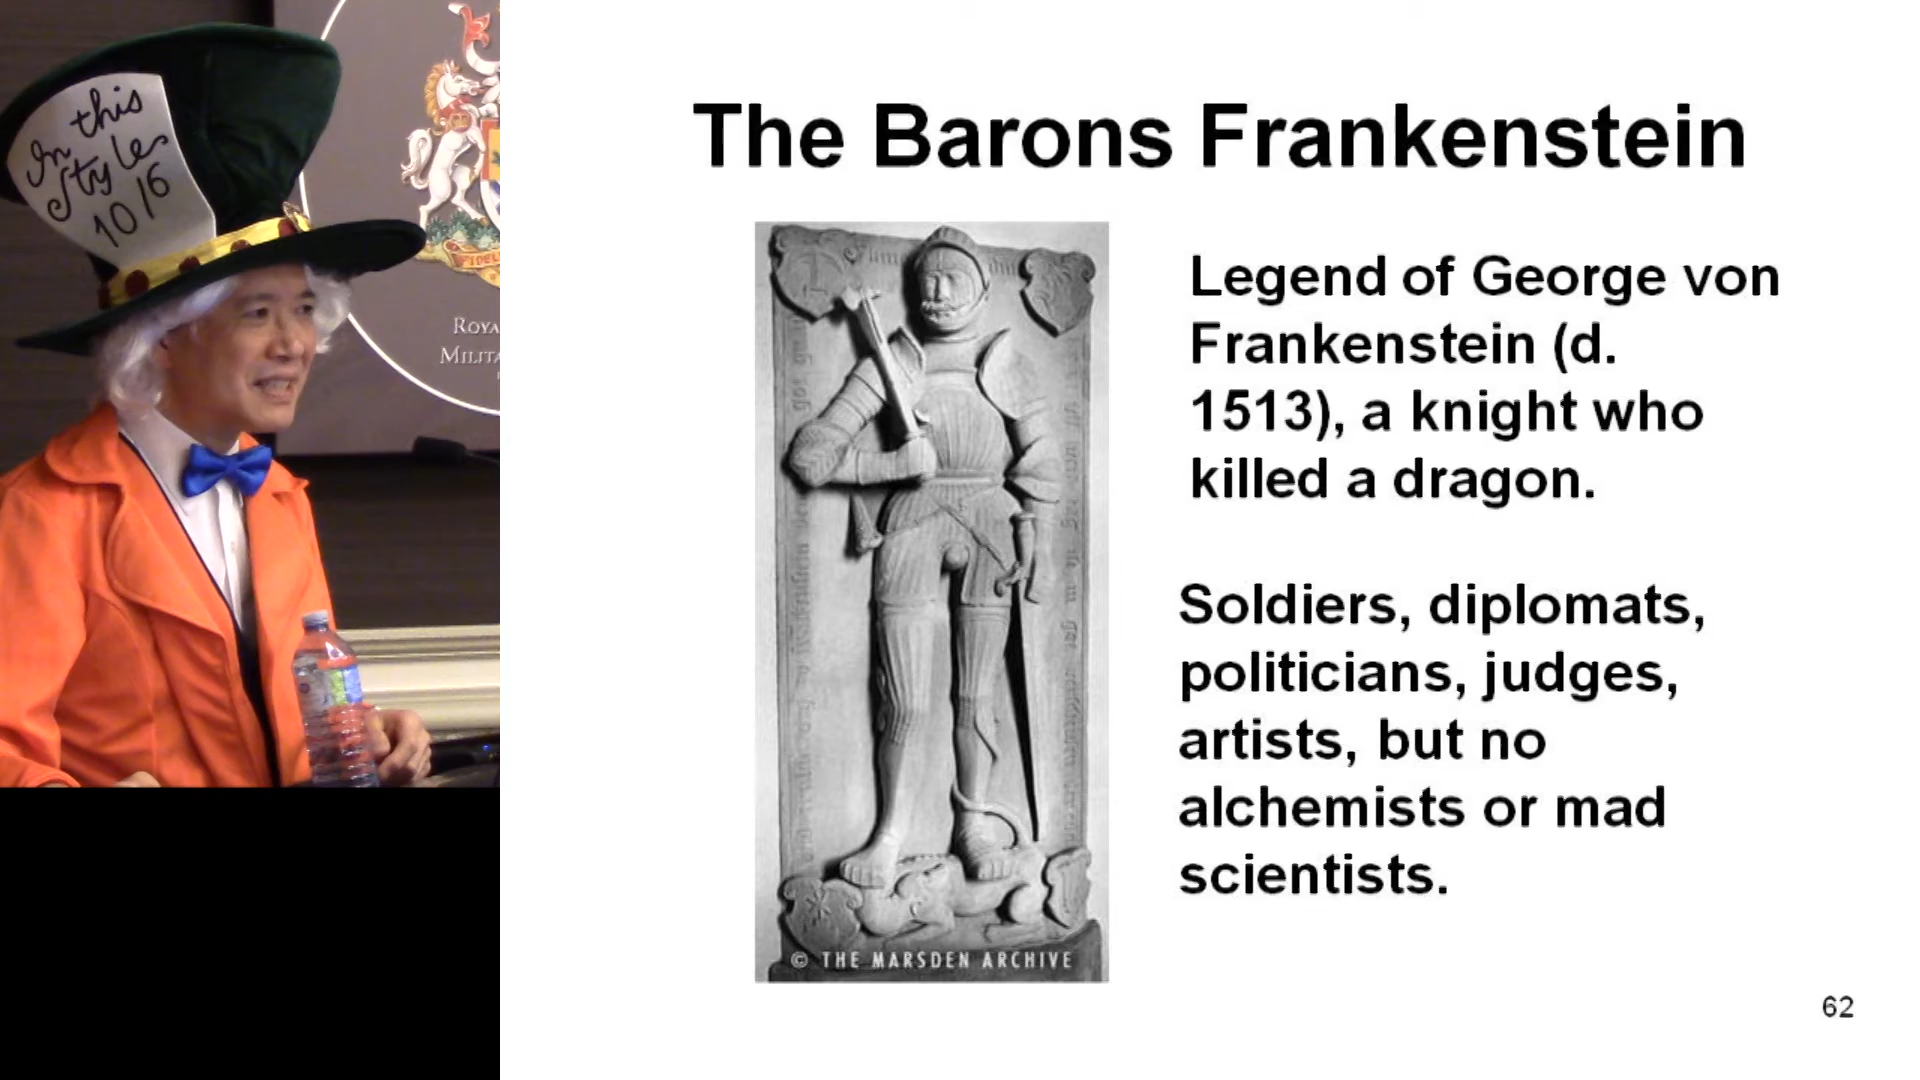 In this
Style
10/6
FIDEL
ROYA
MILITA
The Barons Frankenstein
Legend of George von
Frankenstein (d.
1513), a knight who
killed a dragon.
Soldiers, diplomats,
politicians, judges,
artists, but no
alchemists or mad
scientists.
© THE MARSDEN ARCHIVE
62